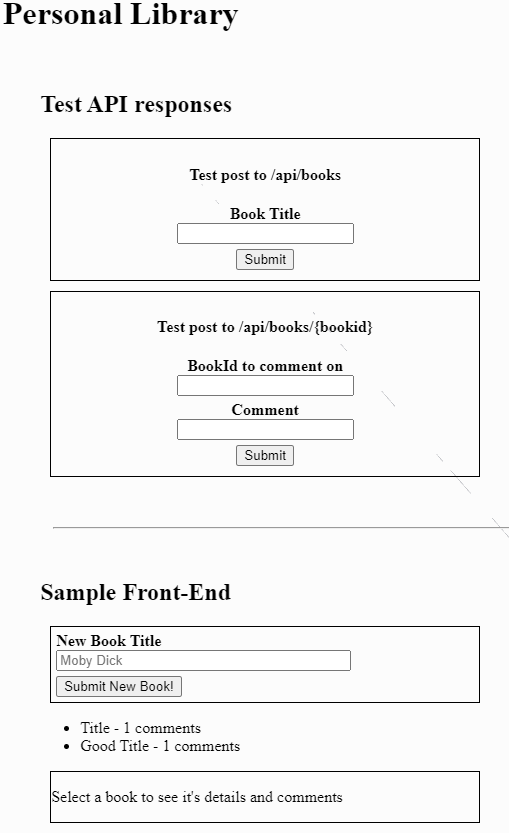 Personal Library
Test API responses
Test post to /api/books
Book Title
Submit
Test post to /api/books/{bookid}
BookId to comment on
Comment
Submit
Sample Front-End
New Book Title
Moby Dick
Submit New Book!
Title - 1 comments
Good Title - 1 comments
Select a book to see it's details and comments